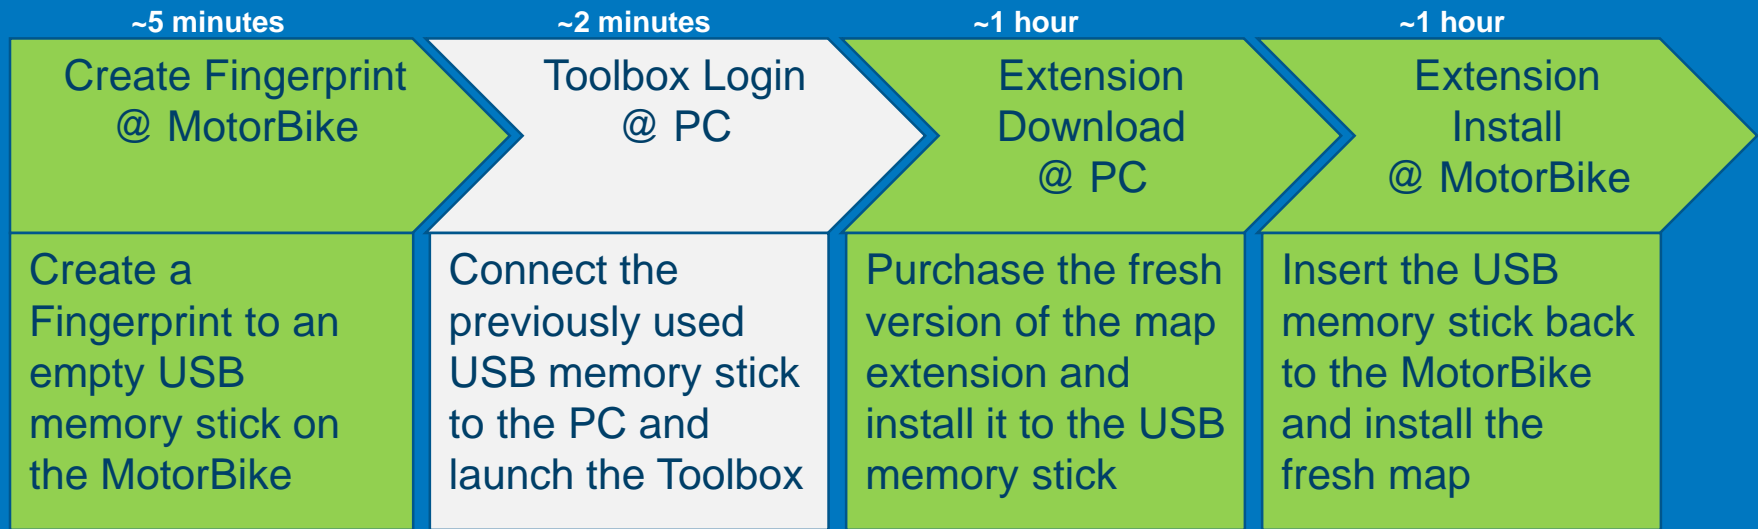 ~5 minutes
Create Fingerprint
@ MotorBike
Create a
Fingerprint to an
empty USB
memory stick on
the MotorBike
~2 minutes
Toolbox Login
@ PC
Connect the
previously used
USB memory stick
to the PC and
launch the Toolbox
~1 hour
Extension
Download
@ PC
Purchase the fresh
version of the map
extension and
install it to the USB
memory stick
~1 hour
Extension
Install
@ MotorBike
Insert the USB
memory stick back
to the MotorBike
and install the
fresh map